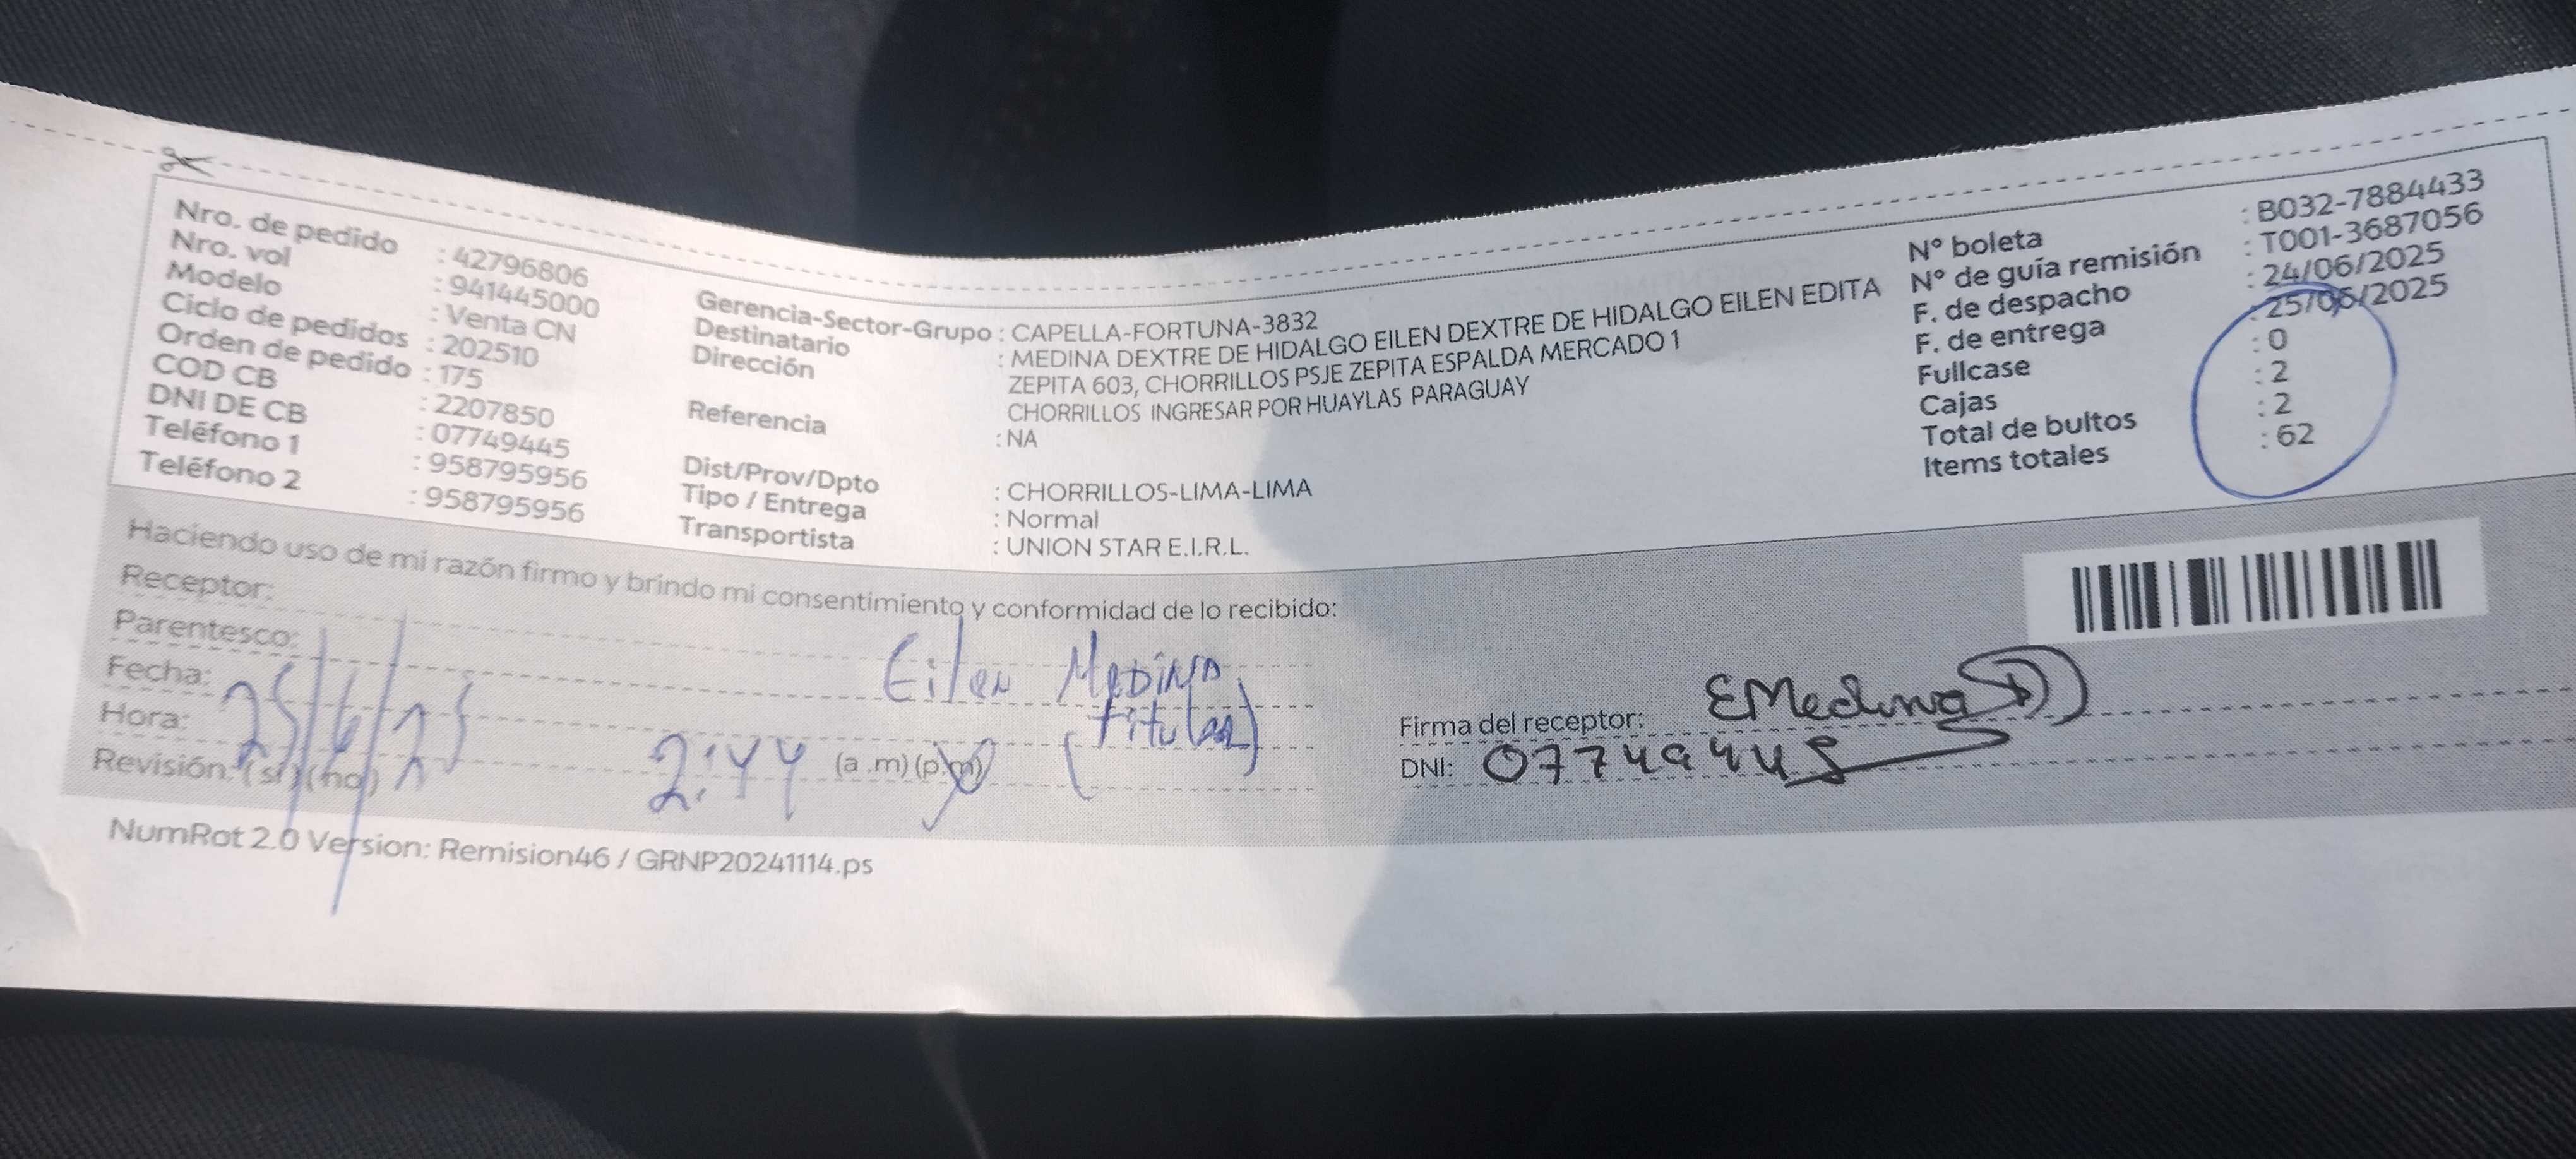 Nro. de pedido : 42796806
Nro. vol : 941445000
Modelo : Venta CN
Ciclo de pedidos : 202510
Orden de pedido : 175
COD CB : 2207850
DNI DE CB : 07749445
Teléfono 1 : 958795956
Teléfono 2 : 958795956
Gerencia-Sector-Grupo : CAPELLA-FORTUNA-3832
Destinatario : MEDINA DEXTRE DE HIDALGO EILEN DEXTRE DE HIDALGO EILEN EDITA
Dirección ZEPITA 603, CHORRILLOS PSJE ZEPITA ESPALDA MERCADO 1
CHORRILLOS INGRESAR POR HUAYLAS PARAGUAY
Referencia : NA
Dist/Prov/Dpto : CHORRILLOS-LIMA-LIMA
Tipo / Entrega : Normal
Transportista : UNION STAR E.I.R.L.
N° boleta : B032-7884433
N° de guía remisión : T001-3687056
F. de despacho : 24/06/2025
F. de entrega : 25/06/2025
Fullcase : 0
Cajas : 2
Total de bultos : 2
Items totales : 62
Haciendo uso de mi razón firmo y brindo mi consentimiento y conformidad de lo recibido:
Receptor: Eilen Medina
Parentesco: (titular)
Fecha: 25/6/25
Hora: 2:44 (a.m) (p.m)
Revisión: (si) (no)
Firma del receptor: EMedina
DNI: 07749445
NumRot 2.0 Version: Remision46 / GRNP20241114.ps